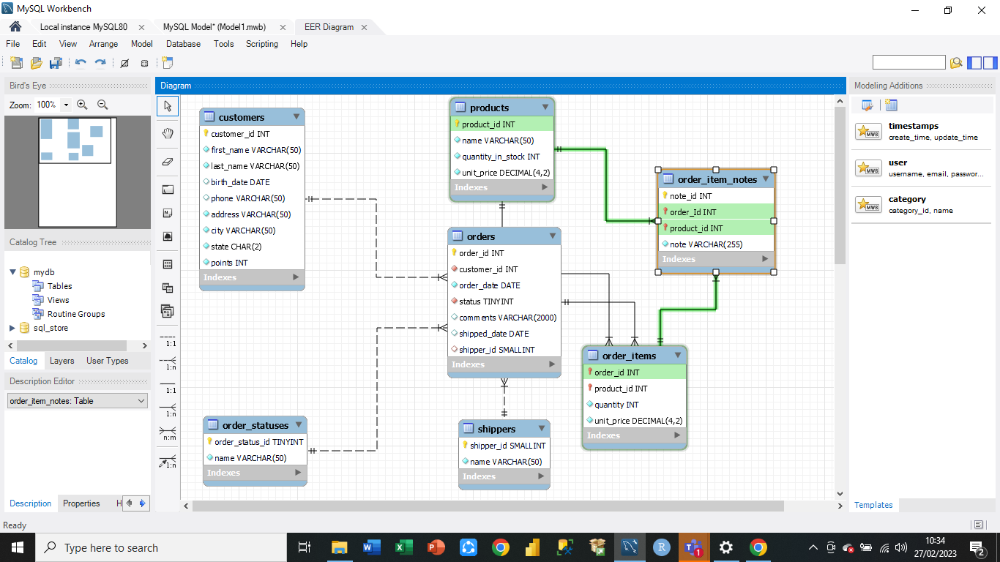 MySQL Workbench
Local instance MySQL80
MySQL Model* (Model1.mwb)
EER Diagram
File Edit View Arrange Model Database Tools Scripting Help
Bird's Eye
Zoom: 100%
Catalog Tree
mydb
Tables
Views
Routine Groups
sql_store
Catalog Layers User Types
Description Editor
order_item_notes: Table
Description Properties H
Ready
Diagram
1:1
1:n
1:1
1:n
n:m
1:n
customers
customer_id INT
first_name VARCHAR(50)
last_name VARCHAR(50)
birth_date DATE
phone VARCHAR(50)
address VARCHAR(50)
city VARCHAR(50)
state CHAR(2)
points INT
Indexes
order_statuses
order_status_id TINYINT
name VARCHAR(50)
Indexes
products
product_id INT
name VARCHAR(50)
quantity_in_stock INT
unit_price DECIMAL(4,2)
Indexes
orders
order_id INT
customer_id INT
order_date DATE
status TINYINT
comments VARCHAR(2000)
shipped_date DATE
shipper_id SMALLINT
Indexes
shippers
shipper_id SMALLINT
name VARCHAR(50)
Indexes
order_item_notes
note_id INT
order_Id INT
product_id INT
note VARCHAR(255)
Indexes
order_items
order_id INT
product_id INT
quantity INT
unit_price DECIMAL(4,2)
Indexes
Modeling Additions
MWB
timestamps
create_time, update_time
MWB
user
username, email, passwor...
MWB
category
category_id, name
Templates
Type here to search
W
X
P
R
T
1
10:34
27/02/2023
2